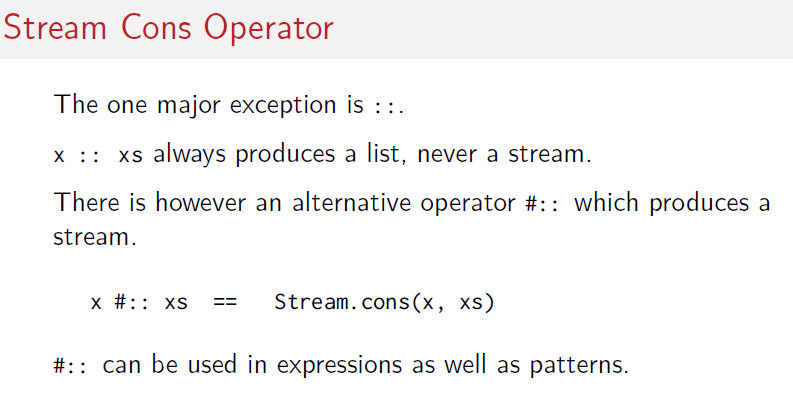 Stream Cons Operator
The one major exception is ::.
x :: xs always produces a list, never a stream.
There is however an alternative operator #:: which produces a
stream.
x #:: xs == Stream.cons(x, xs)
#:: can be used in expressions as well as patterns.